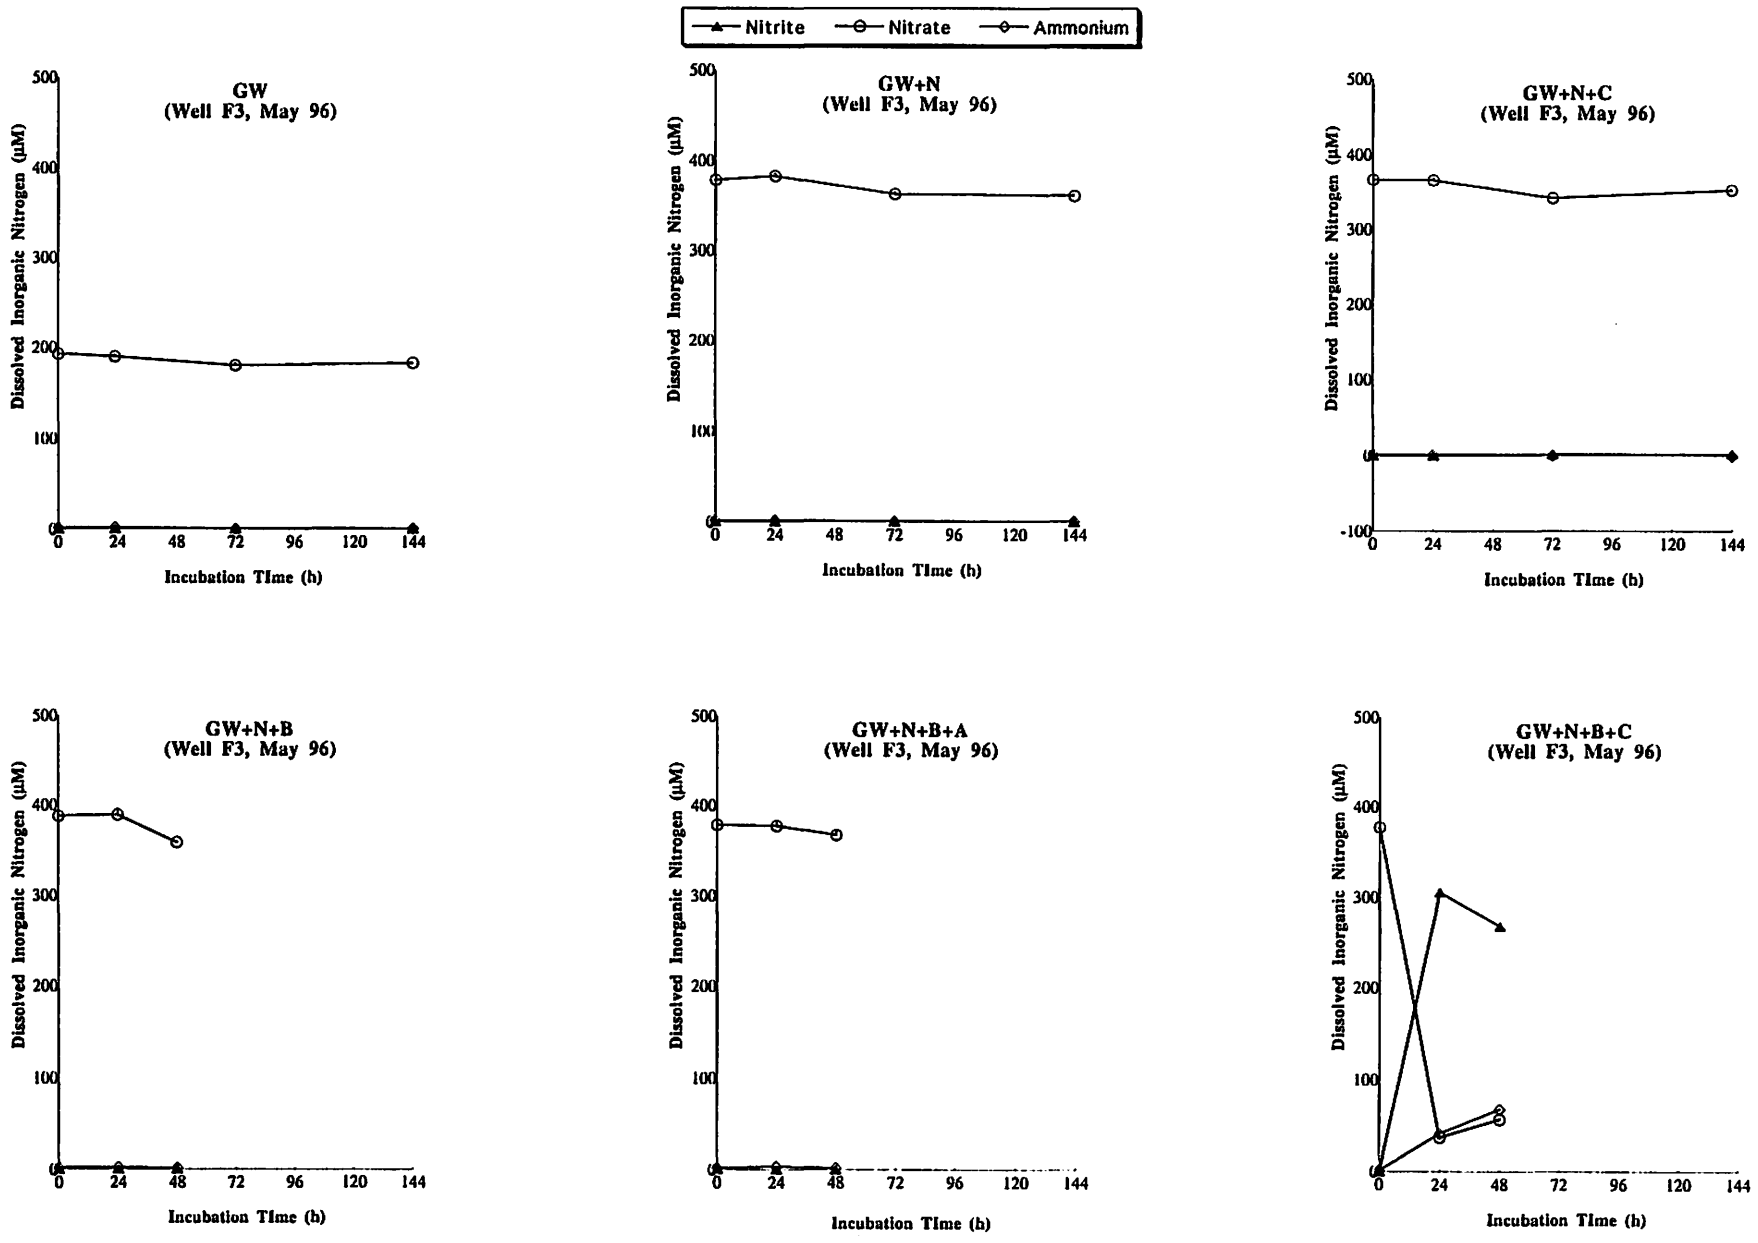 Nitrite Nitrate Ammonium
GW
(Well F3, May 96)
Dissolved Inorganic Nitrogen (µM)
500
400
300
200
100
0
0 24 48 72 96 120 144
Incubation TIme (h)
GW+N
(Well F3, May 96)
Dissolved Inorganic Nitrogen (µM)
500
400
300
200
100
0
0 24 48 72 96 120 144
Incubation TIme (h)
GW+N+C
(Well F3, May 96)
Dissolved Inorganic Nitrogen (µM)
500
400
300
200
100
0
-100
0 24 48 72 96 120 144
Incubation TIme (h)
GW+N+B
(Well F3, May 96)
Dissolved Inorganic Nitrogen (µM)
500
400
300
200
100
0
0 24 48 72 96 120 144
Incubation TIme (h)
GW+N+B+A
(Well F3, May 96)
Dissolved Inorganic Nitrogen (µM)
500
400
300
200
100
0
0 24 48 72 96 120 144
Incubation TIme (h)
GW+N+B+C
(Well F3, May 96)
Dissolved Inorganic Nitrogen (µM)
500
400
300
200
100
0
0 24 48 72 96 120 144
Incubation TIme (h)